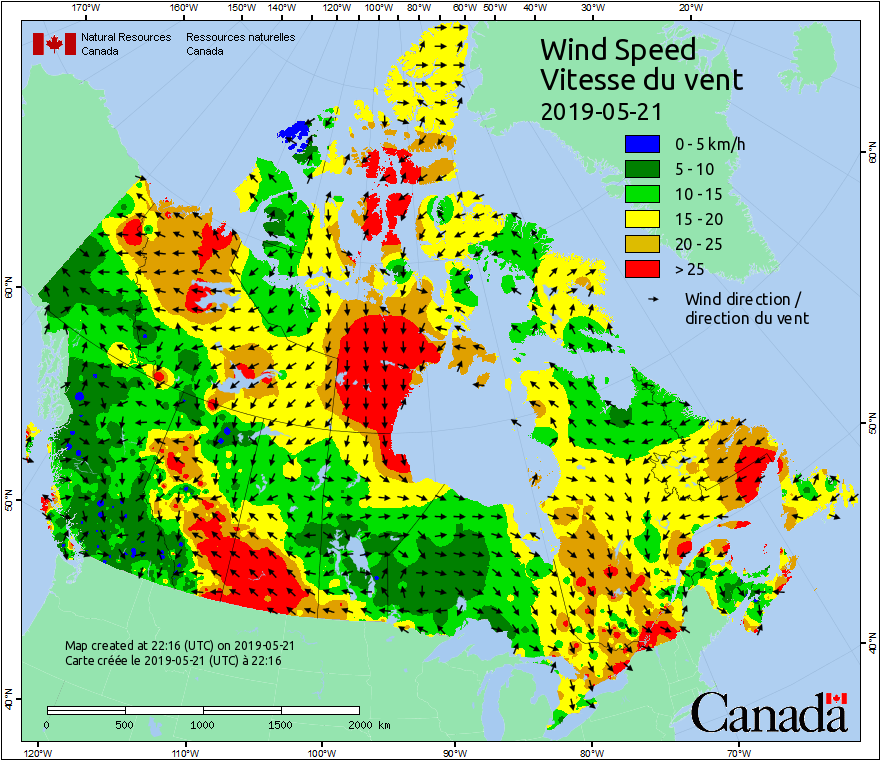 170°W 160°W 150°W 140°W 130°W 120°W 110°W 100°W 90°W 80°W 70°W 60°W 50°W 40°W 30°W 20°W
Natural Resources Canada
Ressources naturelles Canada
Wind Speed
Vitesse du vent
2019-05-21
0 - 5 km/h
5 - 10
10 - 15
15 - 20
20 - 25
> 25
Wind direction /
direction du vent
60°N
60°N
50°N
50°N
40°N
40°N
Map created at 22:16 (UTC) on 2019-05-21
Carte créée le 2019-05-21 (UTC) à 22:16
0 500 1000 1500 2000 km
Canada
120°W 110°W 100°W 90°W 80°W 70°W